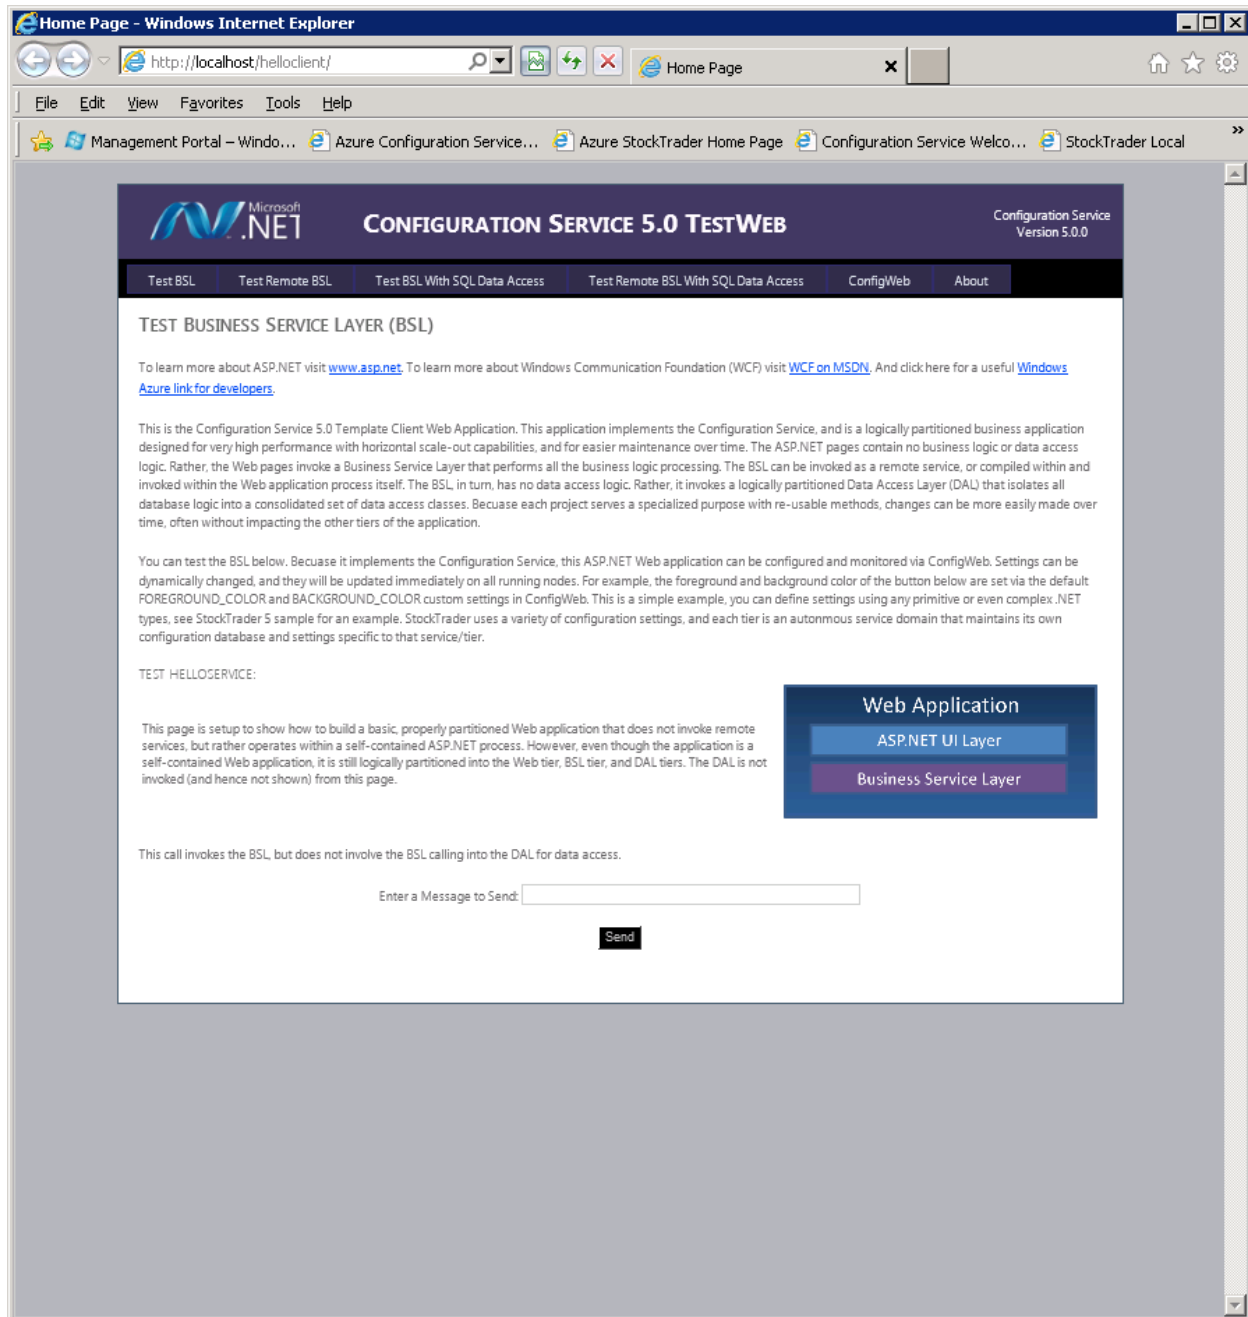 Home Page - Windows Internet Explorer
http://localhost/helloclient/
Home Page
File Edit View Favorites Tools Help
Management Portal – Windo... Azure Configuration Service... Azure StockTrader Home Page Configuration Service Welco... StockTrader Local »
Microsoft
.NET
CONFIGURATION SERVICE 5.0 TESTWEB
Configuration Service
Version 5.0.0
Test BSL Test Remote BSL Test BSL With SQL Data Access Test Remote BSL With SQL Data Access ConfigWeb About
TEST BUSINESS SERVICE LAYER (BSL)
To learn more about ASP.NET visit www.asp.net. To learn more about Windows Communication Foundation (WCF) visit WCF on MSDN. And click here for a useful Windows
Azure link for developers.
This is the Configuration Service 5.0 Template Client Web Application. This application implements the Configuration Service, and is a logically partitioned business application
designed for very high performance with horizontal scale-out capabilities, and for easier maintenance over time. The ASP.NET pages contain no business logic or data access
logic. Rather, the Web pages invoke a Business Service Layer that performs all the business logic processing. The BSL can be invoked as a remote service, or compiled within and
invoked within the Web application process itself. The BSL, in turn, has no data access logic. Rather, it invokes a logically partitioned Data Access Layer (DAL) that isolates all
database logic into a consolidated set of data access classes. Becuase each project serves a specialized purpose with re-usable methods, changes can be more easily made over
time, often without impacting the other tiers of the application.
You can test the BSL below. Becuase it implements the Configuration Service, this ASP.NET Web application can be configured and monitored via ConfigWeb. Settings can be
dynamically changed, and they will be updated immediately on all running nodes. For example, the foreground and background color of the button below are set via the default
FOREGROUND_COLOR and BACKGROUND_COLOR custom settings in ConfigWeb. This is a simple example, you can define settings using any primitive or even complex .NET
types, see StockTrader 5 sample for an example. StockTrader uses a variety of configuration settings, and each tier is an autonmous service domain that maintains its own
configuration database and settings specific to that service/tier.
TEST HELLOSERVICE:
This page is setup to show how to build a basic, properly partitioned Web application that does not invoke remote
services, but rather operates within a self-contained ASP.NET process. However, even though the application is a
self-contained Web application, it is still logically partitioned into the Web tier, BSL tier, and DAL tiers. The DAL is not
invoked (and hence not shown) from this page.
Web Application
ASP.NET UI Layer
Business Service Layer
This call invokes the BSL, but does not involve the BSL calling into the DAL for data access.
Enter a Message to Send:
Send